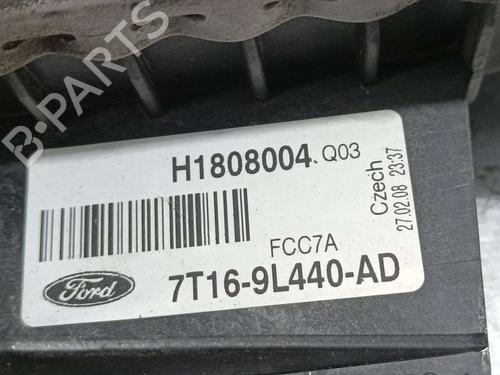 H1808004.Q03
Czech
27.02.08 23:37
FCC7A
Ford
7T16-9L440-AD
B-PARTS